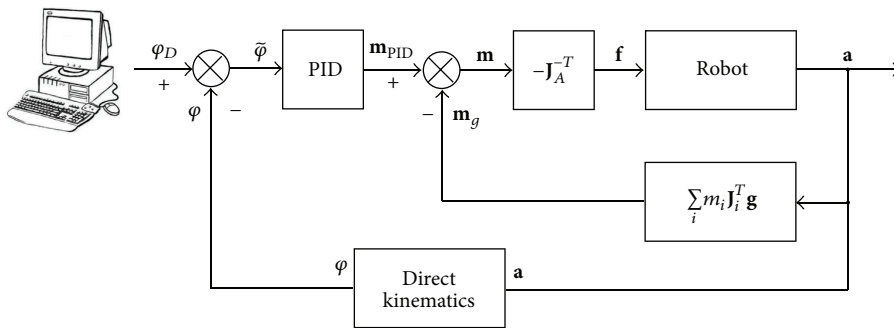 φ_D
+
φ̃
φ
−
PID
m_PID
+
−
m_g
m
−J_A^{−T}
f
Robot
a
∑_i m_i J_i^T g
φ
Direct
kinematics
a